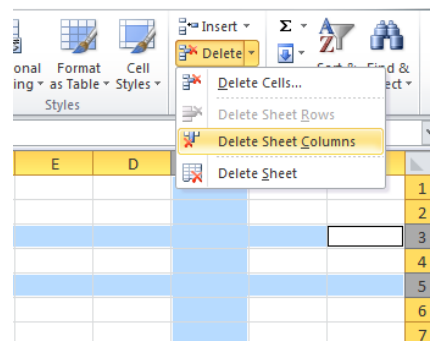 Insert
Σ
Delete
onal Format Cell
ing as Table Styles
Styles
Find &
ect
Delete Cells...
Delete Sheet Rows
Delete Sheet Columns
Delete Sheet
E D
1
2
3
4
5
6
7